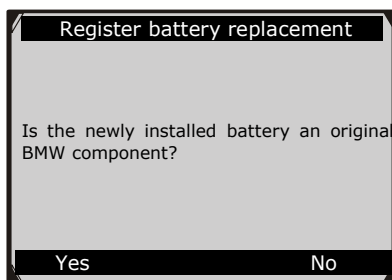 Register battery replacement
Is the newly installed battery an original
BMW component?
Yes No